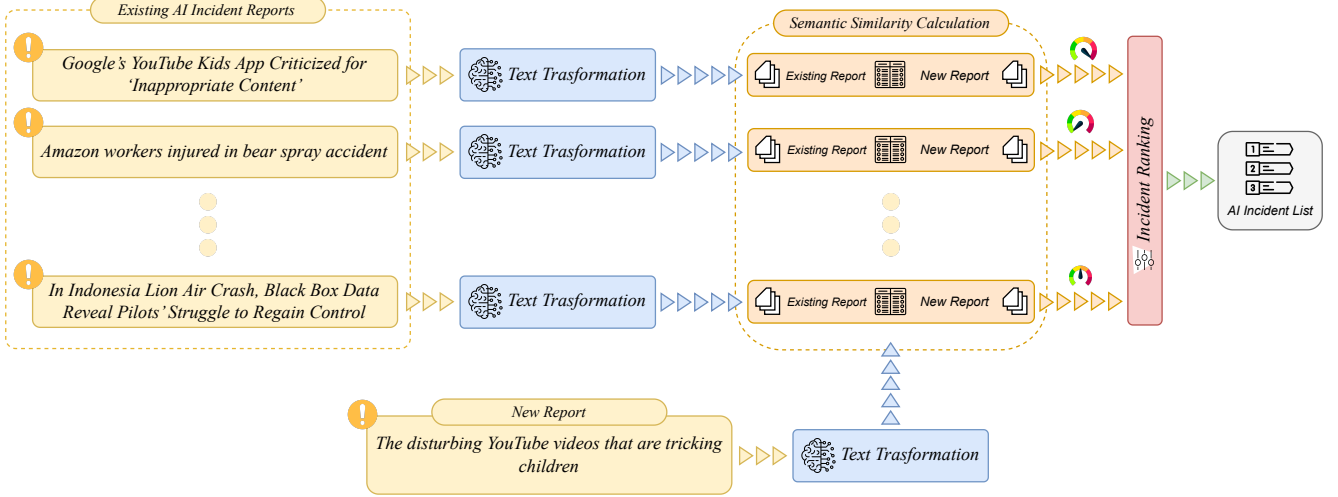 Existing AI Incident Reports
Semantic Similarity Calculation
Google's YouTube Kids App Criticized for
'Inappropriate Content'
Text Trasformation
Existing Report
New Report
Amazon workers injured in bear spray accident
Text Trasformation
Existing Report
New Report
In Indonesia Lion Air Crash, Black Box Data
Reveal Pilots' Struggle to Regain Control
Text Trasformation
Existing Report
New Report
Incident Ranking
1
2
3
AI Incident List
New Report
The disturbing YouTube videos that are tricking
children
Text Trasformation